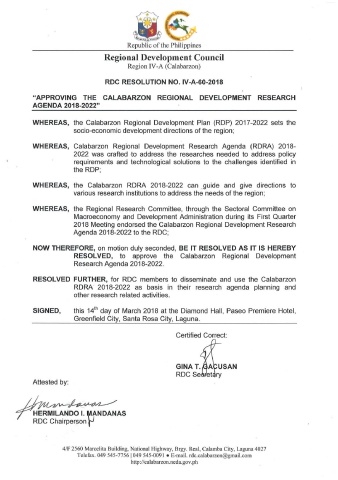 Republic of the Philippines
Regional Development Council
Region IV-A (Calabarzon)
RDC RESOLUTION NO. IV-A-60-2018
"APPROVING THE CALABARZON REGIONAL DEVELOPMENT RESEARCH
AGENDA 2018-2022"
WHEREAS, the Calabarzon Regional Development Plan (RDP) 2017-2022 sets the
socio-economic development directions of the region;
WHEREAS, Calabarzon Regional Development Research Agenda (RDRA) 2018-
2022 was crafted to address the researches needed to address policy
requirements and technological solutions to the challenges identified in
the RDP;
WHEREAS, the Calabarzon RDRA 2018-2022 can guide and give directions to
various research institutions to address the needs of the region;
WHEREAS, the Regional Research Committee, through the Sectoral Committee on
Macroeconomy and Development Administration during its First Quarter
2018 Meeting endorsed the Calabarzon Regional Development Research
Agenda 2018-2022 to the RDC;
NOW THEREFORE, on motion duly seconded, BE IT RESOLVED AS IT IS HEREBY
RESOLVED, to approve the Calabarzon Regional Development
Research Agenda 2018-2022.
RESOLVED FURTHER, for RDC members to disseminate and use the Calabarzon
RDRA 2018-2022 as basis in their research agenda planning and
other research related activities.
SIGNED, this 14th day of March 2018 at the Diamond Hall, Paseo Premiere Hotel,
Greenfield City, Santa Rosa City, Laguna.
Certified Correct:
GINA T. GACUSAN
RDC Secretary
Attested by:
HERMILANDO I. MANDANAS
RDC Chairperson
4/F 2560 Marcelita Building, National Highway, Brgy. Real, Calamba City, Laguna 4027
Telefax. 049 545-7756 | 049 545-0091 ● E-mail. rdc.calabarzon@gmail.com
http://calabarzon.neda.gov.ph